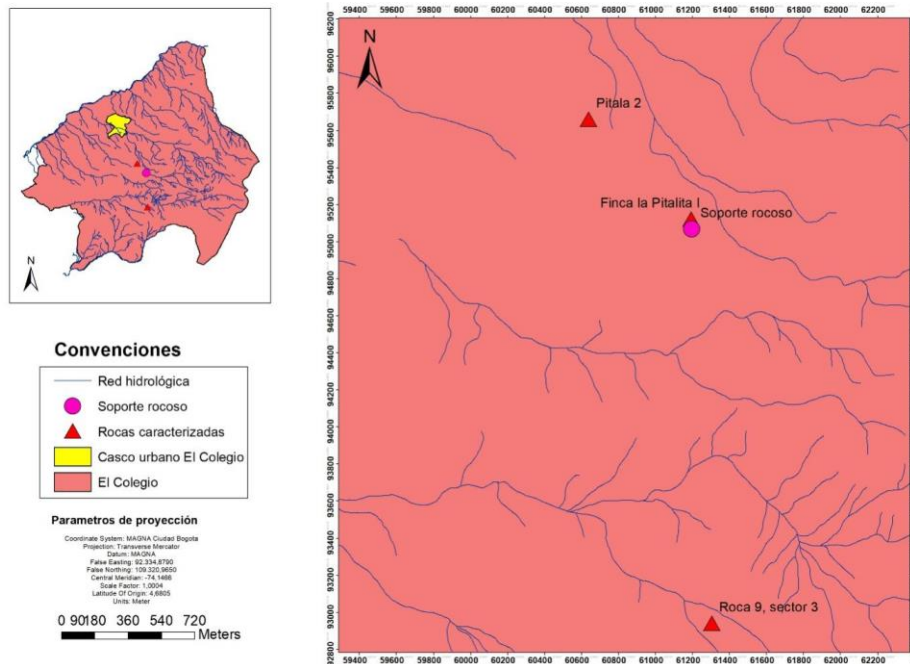 N
Convenciones
Red hidrológica
Soporte rocoso
Rocas caracterizadas
Casco urbano El Colegio
El Colegio
Parametros de proyección
Coordinate System: MAGNA Ciudad Bogota
Projection: Transverse Mercator
Datum: MAGNA
False Easting: 92.334,8790
False Northing: 109.320,9650
Central Meridian: -74,1466
Scale Factor: 1,0004
Latitude Of Origin: 4,6805
Units: Meter
0 90180 360 540 720
Meters
59400 59600 59800 60000 60200 60400 60600 60800 61000 61200 61400 61600 61800 62000 62200
96200
96000
95800
95600
95400
95200
95000
94800
94600
94400
94200
94000
93800
93600
93400
93200
93000
92800
N
Pitala 2
Finca la Pitalita I
Soporte rocoso
Roca 9, sector 3
59400 59600 59800 60000 60200 60400 60600 60800 61000 61200 61400 61600 61800 62000 62200